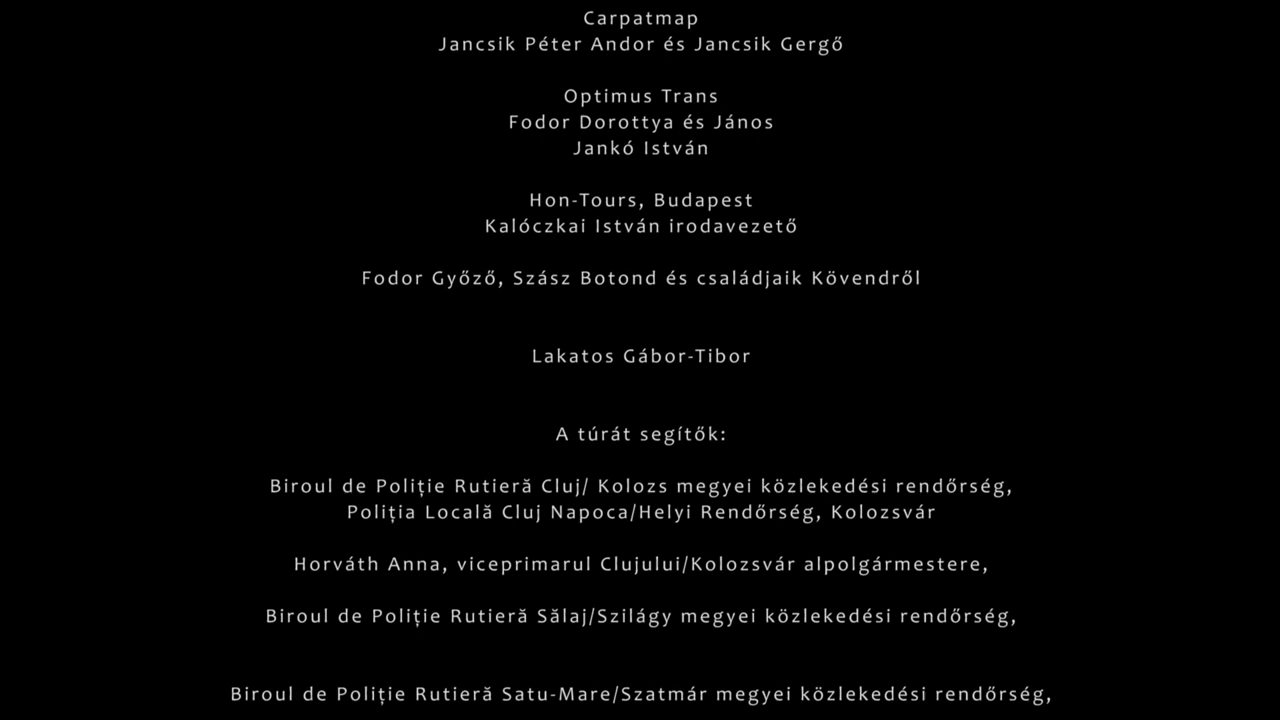 Carpatmap
Jancsik Péter Andor és Jancsik Gergő
Optimus Trans
Fodor Dorottya és János
Jankó István
Hon-Tours, Budapest
Kalóczkai István irodavezető
Fodor Győző, Szász Botond és családjaik Kövendről
Lakatos Gábor-Tibor
A túrát segítők:
Biroul de Poliție Rutieră Cluj/ Kolozs megyei közlekedési rendőrség,
Poliția Locală Cluj Napoca/Helyi Rendőrség, Kolozsvár
Horváth Anna, viceprimarul Clujului/Kolozsvár alpolgármestere,
Biroul de Poliție Rutieră Sălaj/Szilágy megyei közlekedési rendőrség,
Biroul de Poliție Rutieră Satu-Mare/Szatmár megyei közlekedési rendőrség,